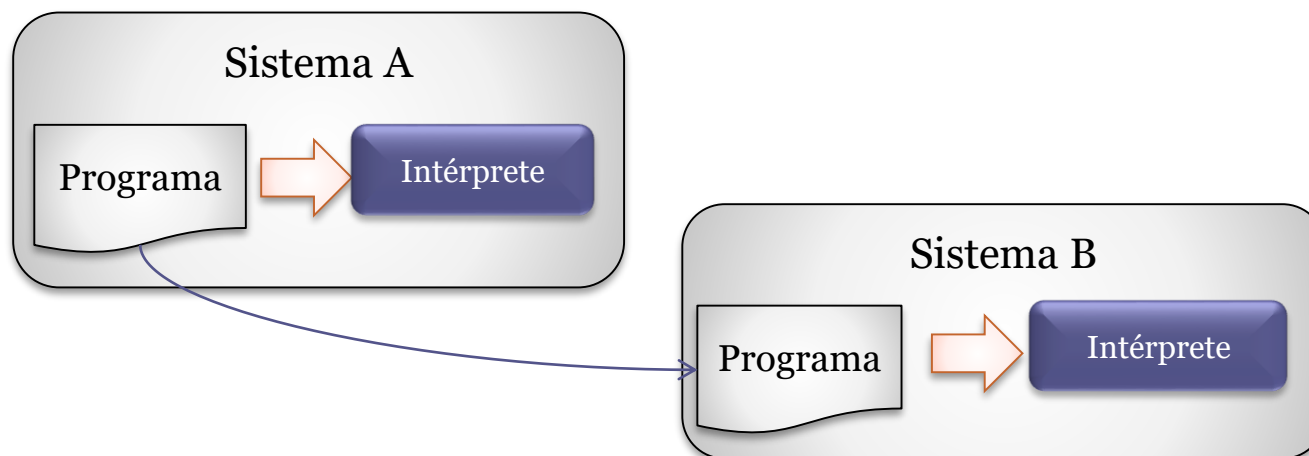 Sistema A
Programa
Intérprete
Sistema B
Programa
Intérprete